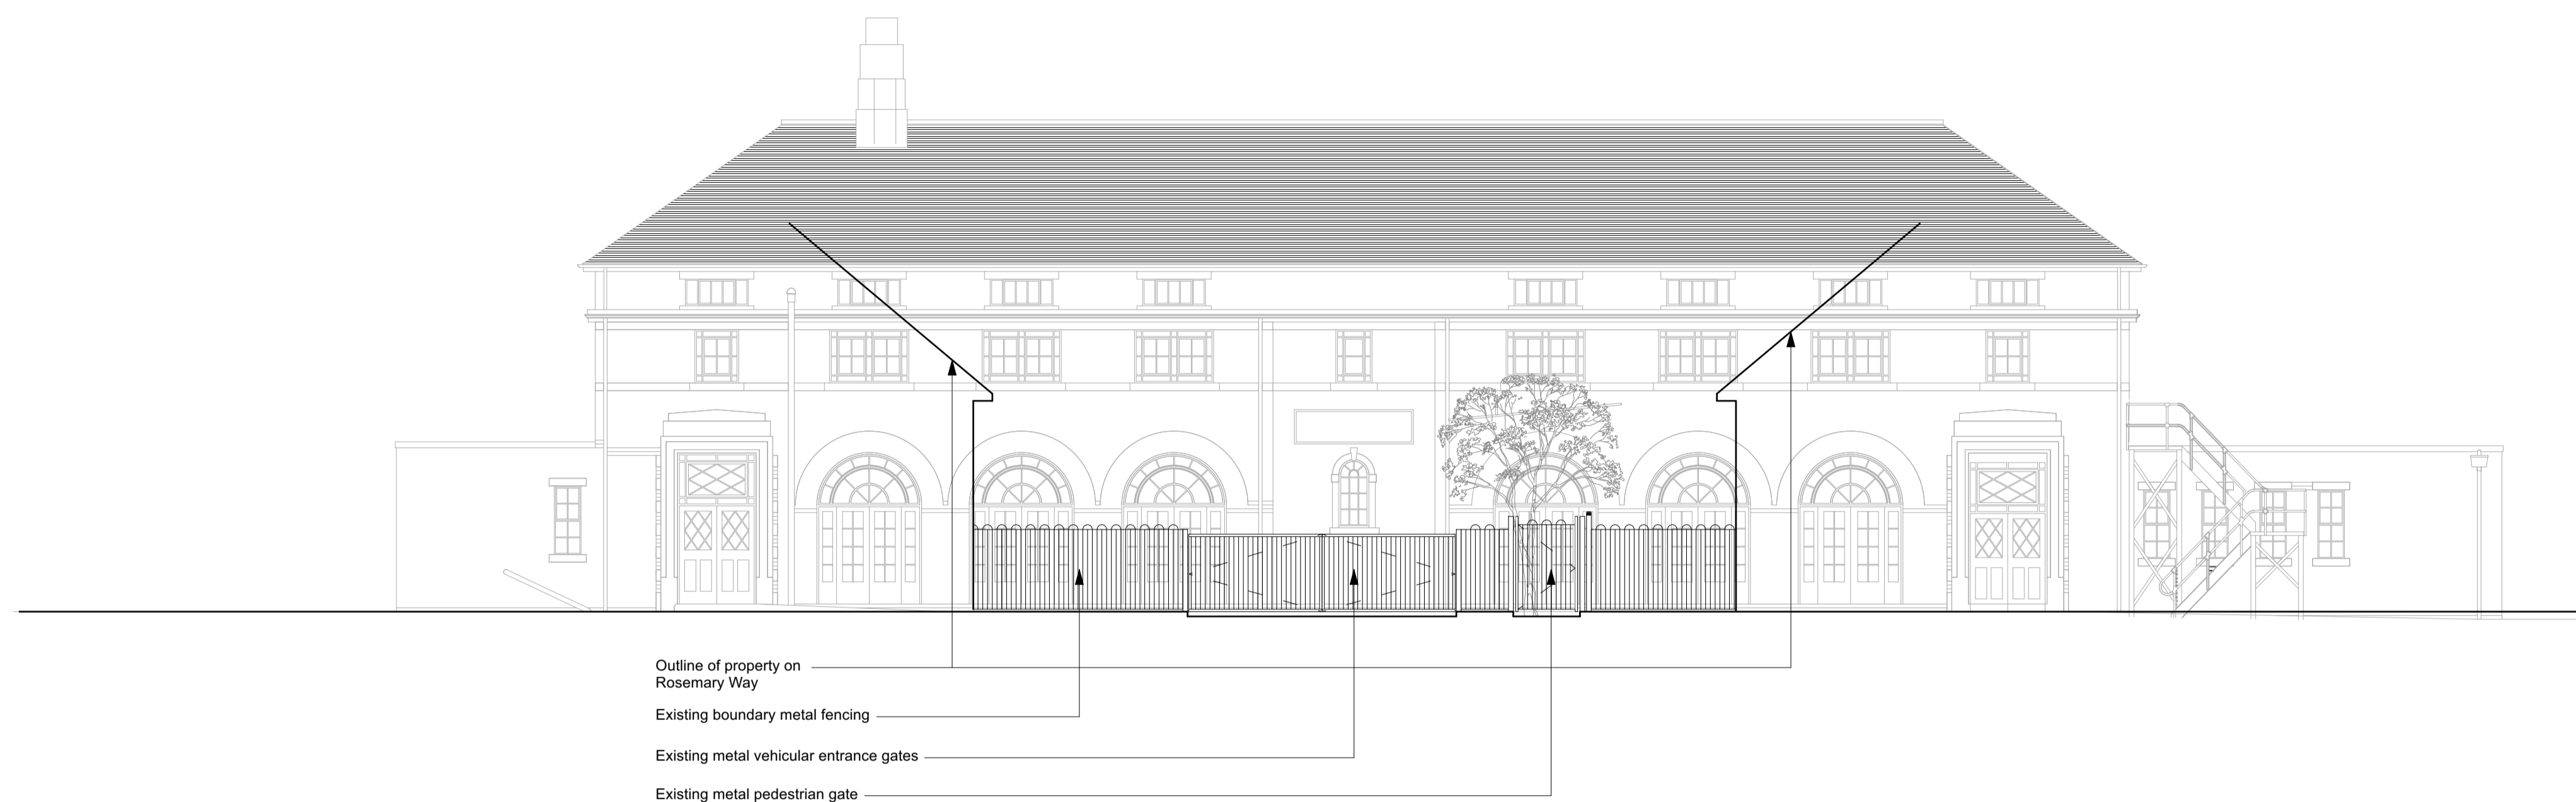 Outline of property on
Rosemary Way
Existing boundary metal fencing
Existing metal vehicular entrance gates
Existing metal pedestrian gate